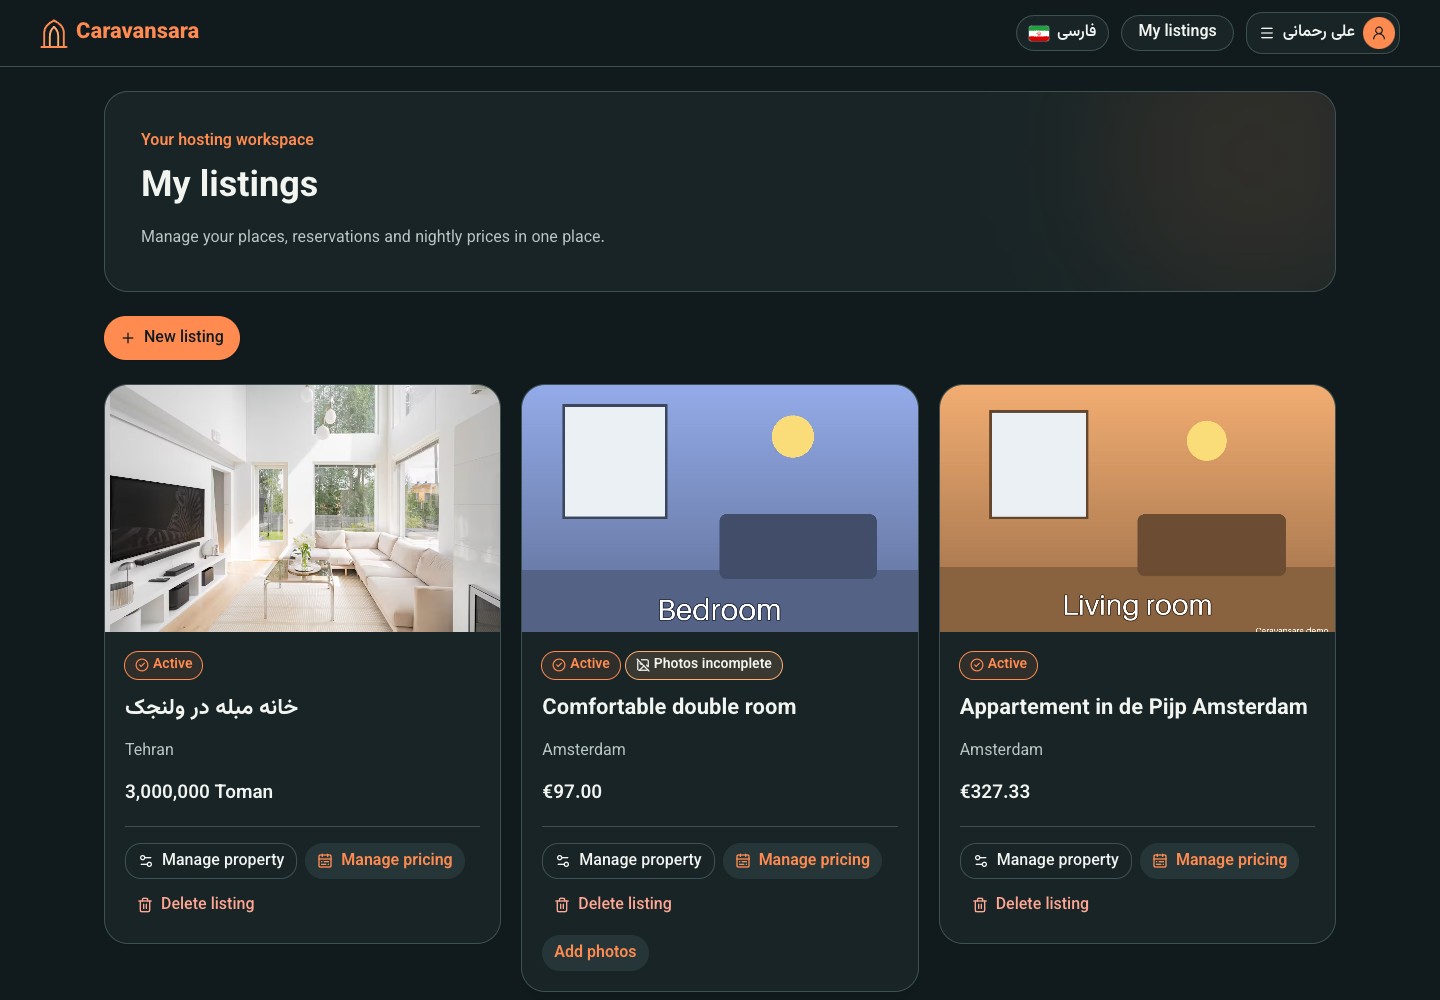 Caravansara
فارسی
My listings
علی رحمانی
Your hosting workspace
My listings
Manage your places, reservations and nightly prices in one place.
New listing
Bedroom
Living room
Caravansara demo
Active
Active
Photos incomplete
Active
خانه مبله در ولنجک
Comfortable double room
Appartement in de Pijp Amsterdam
Tehran
Amsterdam
Amsterdam
3,000,000 Toman
€97.00
€327.33
Manage property
Manage pricing
Manage property
Manage pricing
Manage property
Manage pricing
Delete listing
Delete listing
Delete listing
Add photos